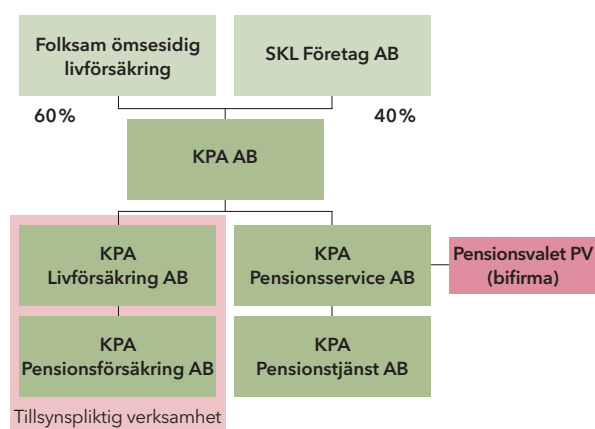 Folksam ömsesidig
livförsäkring
SKL Företag AB
60%
40%
KPA AB
KPA
Livförsäkring AB
KPA
Pensionsservice AB
Pensionsvalet PV
(bifirma)
KPA
Pensionsförsäkring AB
KPA
Pensionstjänst AB
Tillsynspliktig verksamhet